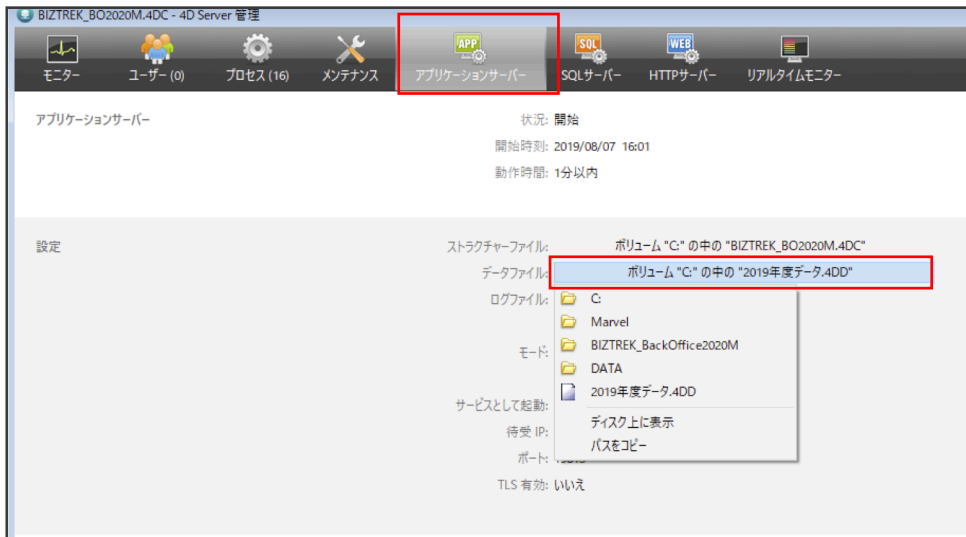 BIZTREK_BO2020M.4DC - 4D Server 管理
モニター ユーザー (0) プロセス (16) メンテナンス アプリケーションサーバー SQLサーバー HTTPサーバー リアルタイムモニター
APP SQL WEB
アプリケーションサーバー
状況: 開始
開始時刻: 2019/08/07 16:01
動作時間: 1分以内
設定
ストラクチャーファイル: ボリューム "C:" の中の "BIZTREK_BO2020M.4DC"
データファイル: ボリューム "C:" の中の "2019年度データ.4DD"
ログファイル:
C:
Marvel
BIZTREK_BackOffice2020M
DATA
2019年度データ.4DD
ディスク上に表示
パスをコピー
モード:
サービスとして起動:
待受 IP:
ポート:
TLS 有効: いいえ